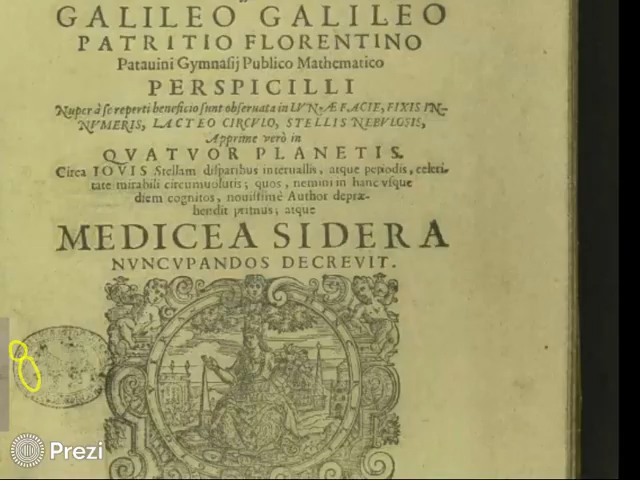 GALILEO GALILEO
PATRITIO FLORENTINO
Patauini Gymnasij Publico Mathematico
PERSPICILLI
Nuper à se reperti beneficio sunt obseruata in LVNÆ FACIE, FIXIS IN-
NVMERIS, LACTEO CIRCVLO, STELLIS NEBVLOSIS,
Apprime verò in
QVATVOR PLANETIS
Circa IOVIS Stellam disparibus interuallis, atque periodis, celeri-
tate mirabili circumuolutis; quos, nemini in hanc vsque
diem cognitos, nouissimè Author depræ-
hendit primus; atque
MEDICEA SIDERA
NVNCVPANDOS DECREVIT.
Prezi